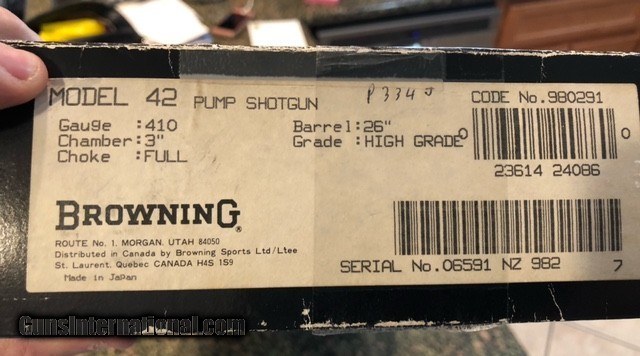 MODEL 42 PUMP SHOTGUN
P3340
CODE No.980291
Gauge :410
Barrel:26"
Chamber:3"
Grade :HIGH GRADE
Choke :FULL
0 0
23614 24086
BROWNING®
ROUTE No. 1. MORGAN. UTAH 84050
Distributed in Canada by Browning Sports Ltd/Ltee
St. Laurent. Quebec CANADA H4S 1S9
Made in Japan
SERIAL No.06591 NZ 982 7
GunsInternational.com